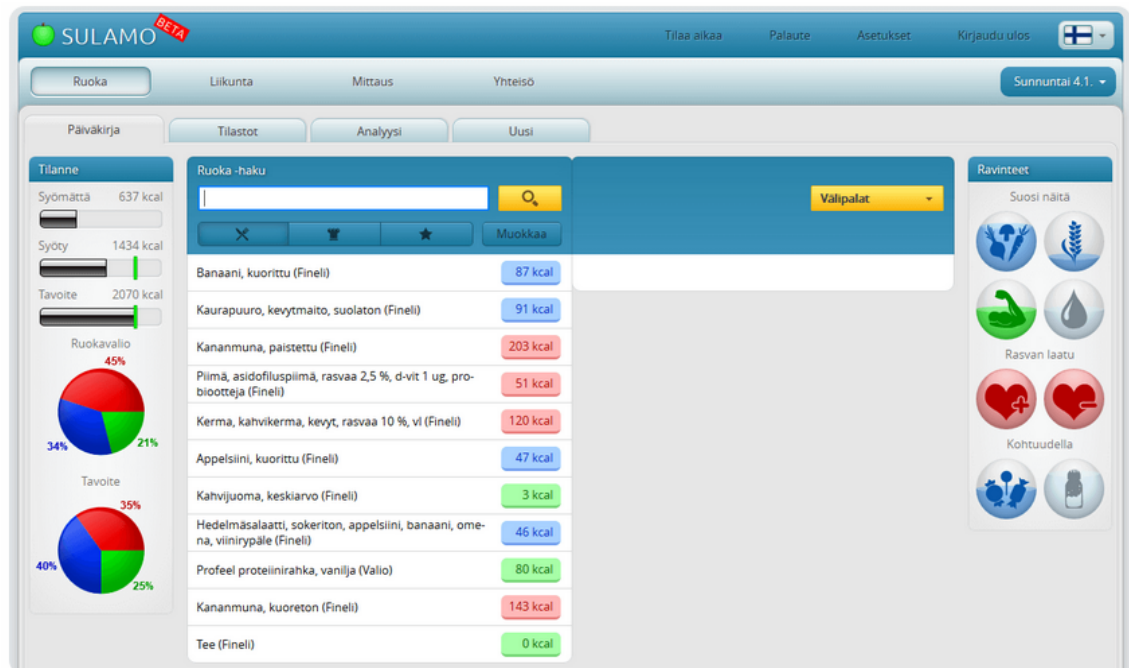 SULAMO BETA
Tilaa aikaa Palaute Asetukset Kirjaudu ulos
Ruoka Liikunta Mittaus Yhteisö Sunnuntai 4.1.
Päiväkirja Tilastot Analyysi Uusi
Tilanne
Syömättä 637 kcal
Syöty 1434 kcal
Tavoite 2070 kcal
Ruokavalio
45%
34%
21%
Tavoite
35%
40%
25%
Ruoka -haku
Muokkaa
Banaani, kuorittu (Fineli) 87 kcal
Kaurapuuro, kevytmaito, suolaton (Fineli) 91 kcal
Kananmuna, paistettu (Fineli) 203 kcal
Piimä, asidofiluspiimä, rasvaa 2,5 %, d-vit 1 ug, pro-
biootteja (Fineli) 51 kcal
Kerma, kahvikerma, kevyt, rasvaa 10 %, vl (Fineli) 120 kcal
Appelsiini, kuorittu (Fineli) 47 kcal
Kahvijuoma, keskiarvo (Fineli) 3 kcal
Hedelmäsalaatti, sokeriton, appelsiini, banaani, ome-
na, viinirypäle (Fineli) 46 kcal
Profeel proteiinirahka, vanilja (Valio) 80 kcal
Kananmuna, kuoreton (Fineli) 143 kcal
Tee (Fineli) 0 kcal
Välipalat
Ravinteet
Suosi näitä
Rasvan laatu
Kohtuudella